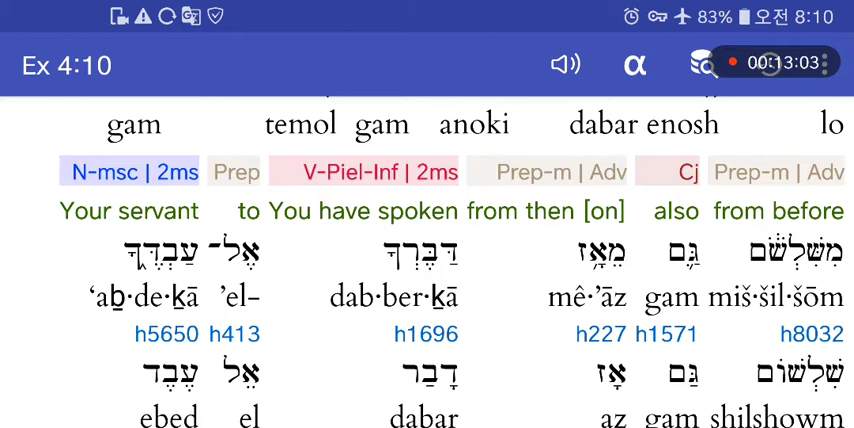 83% 오전 8:10
Ex 4:10 α 00:13:03
gam temol gam anoki dabar enosh lo
N-msc | 2ms Prep V-Piel-Inf | 2ms Prep-m | Adv Cj Prep-m | Adv
Your servant to You have spoken from then [on] also from before
מִשִּׁלְשֹׁ֔ם גַּ֛ם מֵאָ֥ז דַּבֶּרְךָ֖ אֶל־ עַבְדֶּ֑ךָ
‘aḇ·de·ḵā ’el- dab·ber·ḵā mê·’āz gam miš·šil·šōm
h5650 h413 h1696 h227 h1571 h8032
שִׁלְשׁוֹם גַּם אָז דָבַר אֵל עֶבֶד
ebed el dabar az gam shilshowm